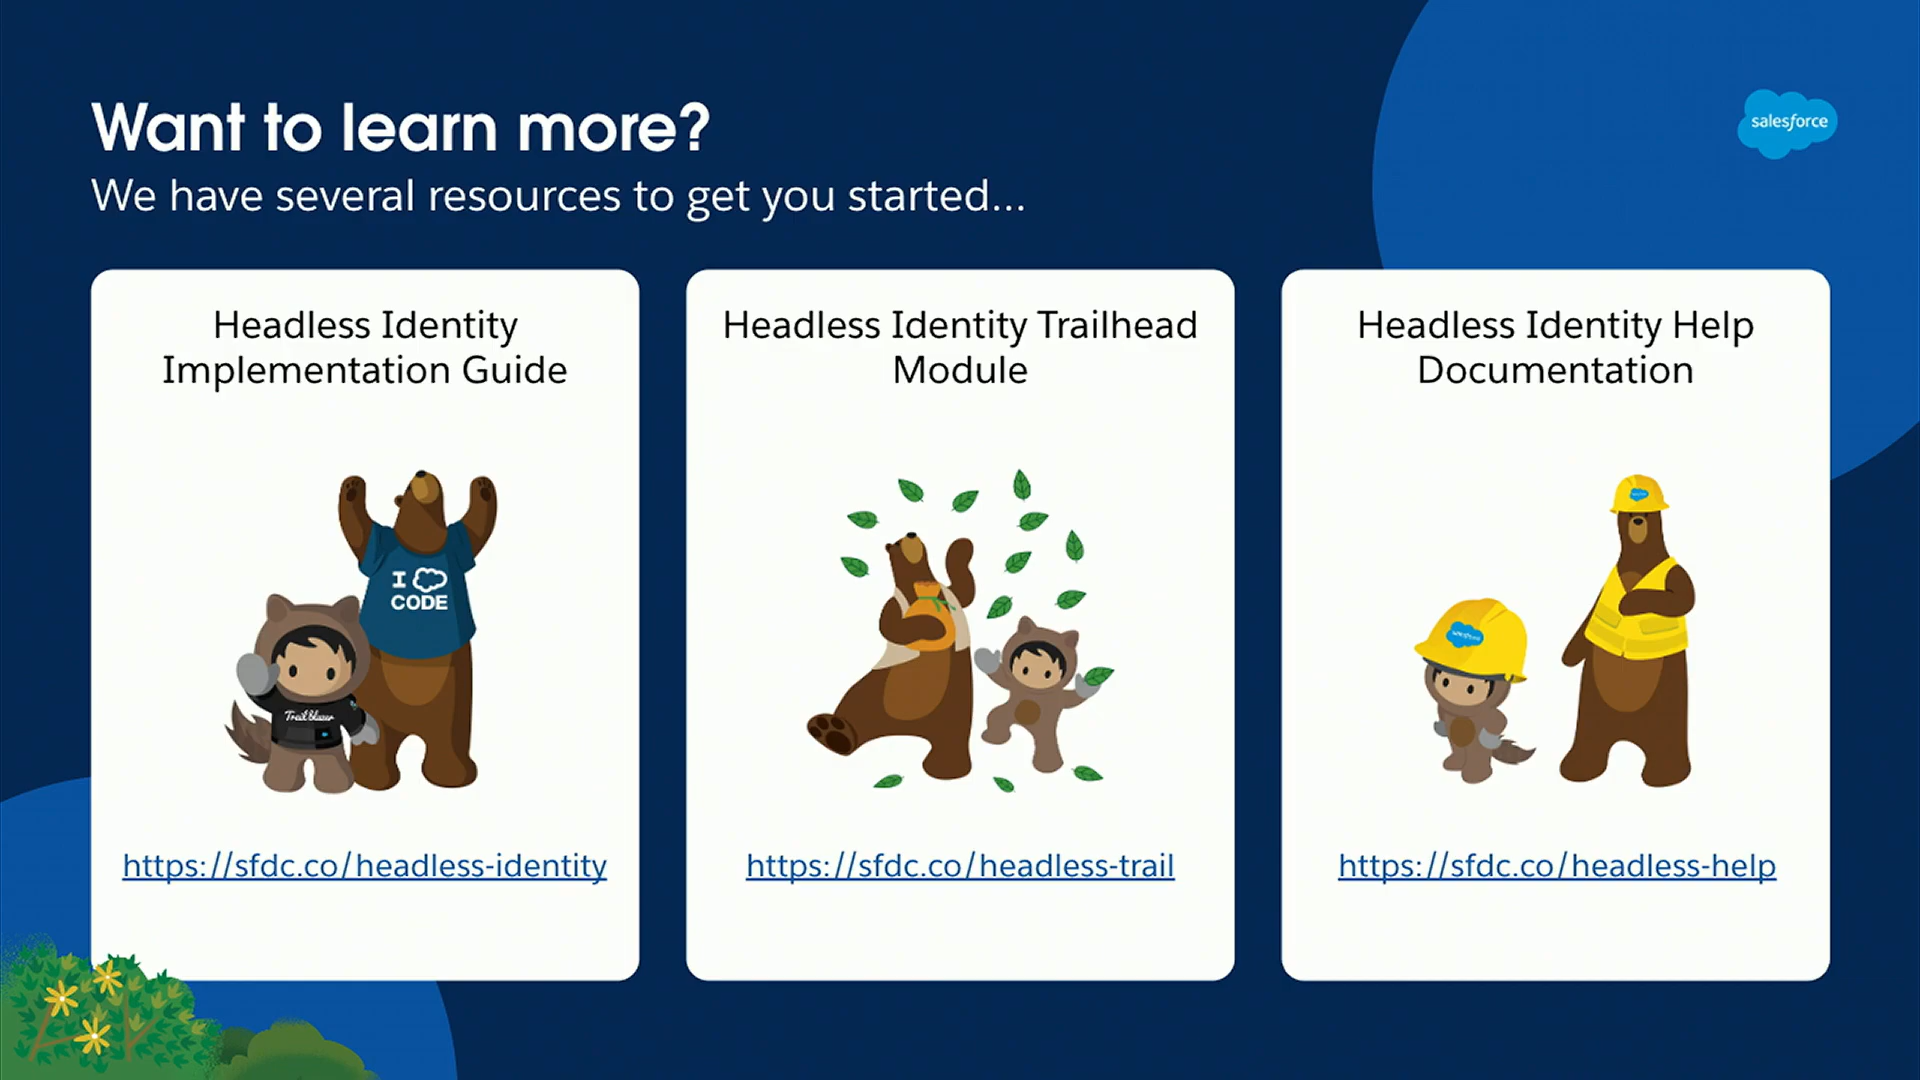 Want to learn more?
We have several resources to get you started...
salesforce
Headless Identity
Implementation Guide
I
CODE
Trailblazer
https://sfdc.co/headless-identity
Headless Identity Trailhead
Module
https://sfdc.co/headless-trail
Headless Identity Help
Documentation
salesforce
https://sfdc.co/headless-help